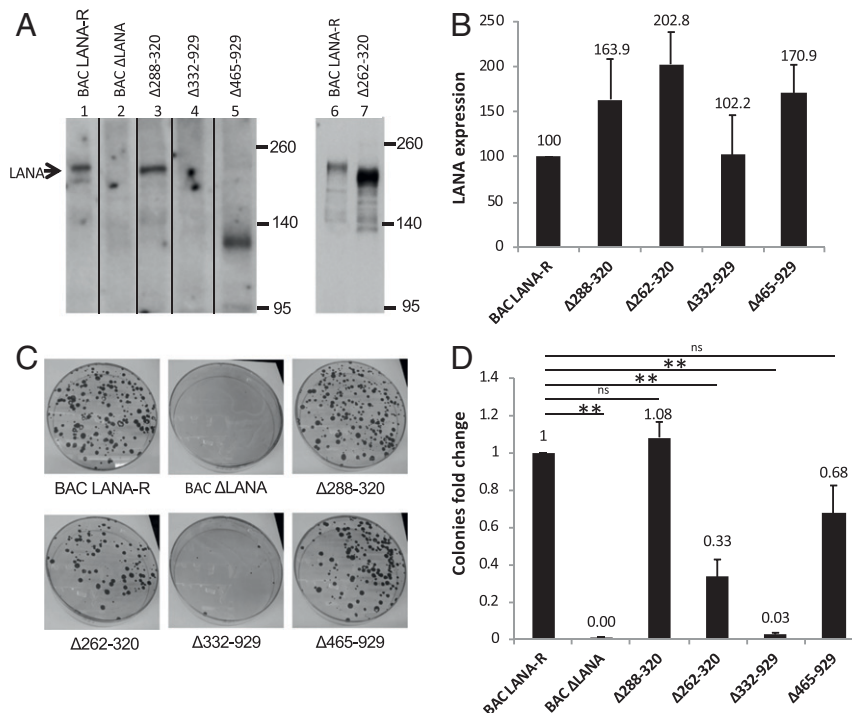 A
BAC LANA-R
BAC ΔLANA
Δ288-320
Δ332-929
Δ465-929
1 2 3 4 5
LANA
260
140
95
BAC LANA-R
Δ262-320
6 7
260
140
95
B
LANA expression
250
200
150
100
50
0
100
163.9
202.8
102.2
170.9
BAC LANA-R
Δ288-320
Δ262-320
Δ332-929
Δ465-929
C
BAC LANA-R BAC ΔLANA Δ288-320
Δ262-320 Δ332-929 Δ465-929
D
ns
**
**
ns
**
Colonies fold change
1.4
1.2
1
0.8
0.6
0.4
0.2
0
1
0.00
1.08
0.33
0.03
0.68
BAC LANA-R
BAC ΔLANA
Δ288-320
Δ262-320
Δ332-929
Δ465-929